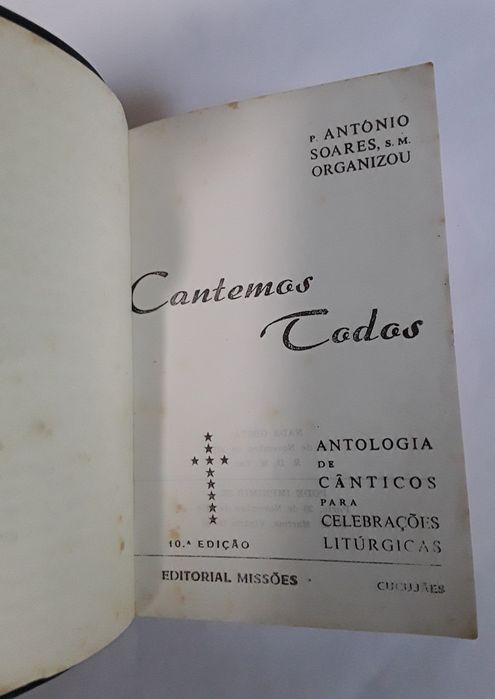 P. ANTÓNIO
SOARES, S. M.
ORGANIZOU
Cantemos
Todos
ANTOLOGIA
DE
CÂNTICOS
PARA
CELEBRAÇÕES
LITÚRGICAS
10.ª EDIÇÃO
EDITORIAL MISSÕES
CUCUJÃES